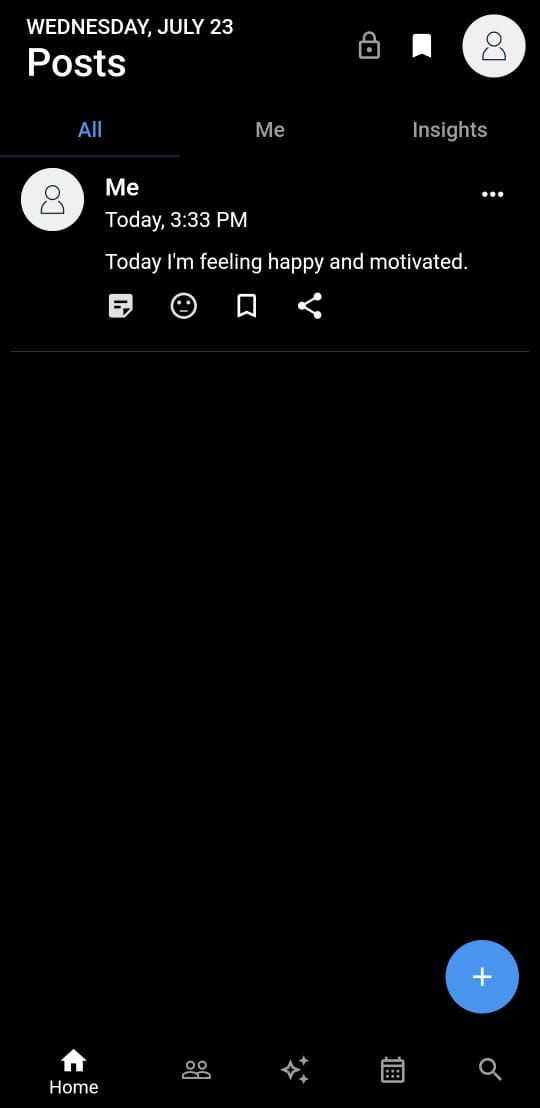 WEDNESDAY, JULY 23
Posts
All
Me
Insights
Me
Today, 3:33 PM
Today I'm feeling happy and motivated.
Home